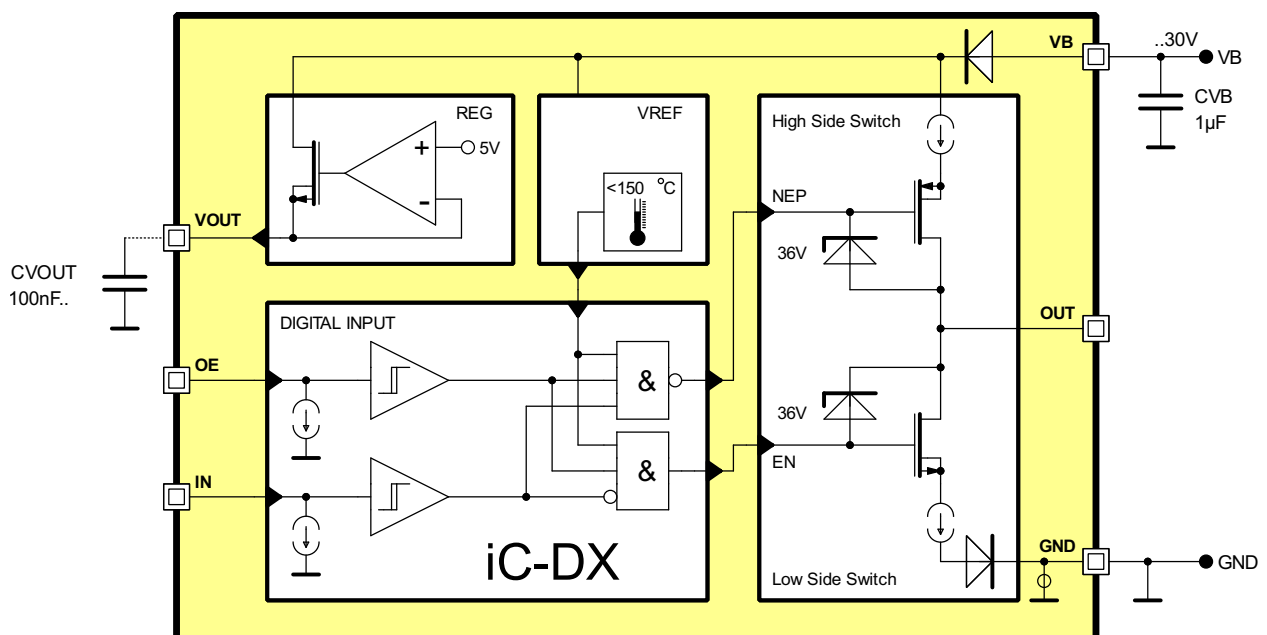 VB
..30V
VB
CVB
1µF
REG
+
5V
-
VREF
<150 °C
High Side Switch
NEP
36V
VOUT
CVOUT
100nF..
DIGITAL INPUT
OUT
OE
&
36V
IN
&
EN
iC-DX
GND
GND
Low Side Switch